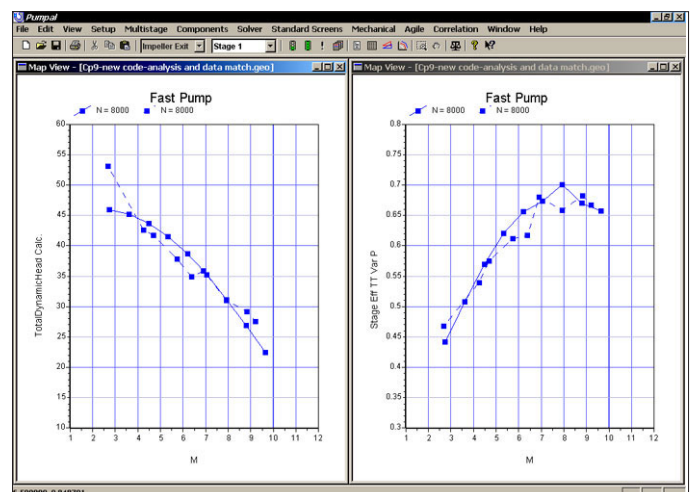 Pumpal
File Edit View Setup Multistage Components Solver Standard Screens Mechanical Agile Correlation Window Help
Impeller Exit Stage 1
Map View - [Cp9-new code-analysis and data match.geo]
Fast Pump
N = 8000 N = 8000
TotalDynamicHead Calc.
60
55
50
45
40
35
30
25
20
15
10
1 2 3 4 5 6 7 8 9 10 11 12
M
Map View - [Cp9-new code-analysis and data match.geo]
Fast Pump
N = 8000 N = 8000
Stage Eff TT Var P
0.8
0.75
0.7
0.65
0.6
0.55
0.5
0.45
0.4
0.35
0.3
1 2 3 4 5 6 7 8 9 10 11 12
M